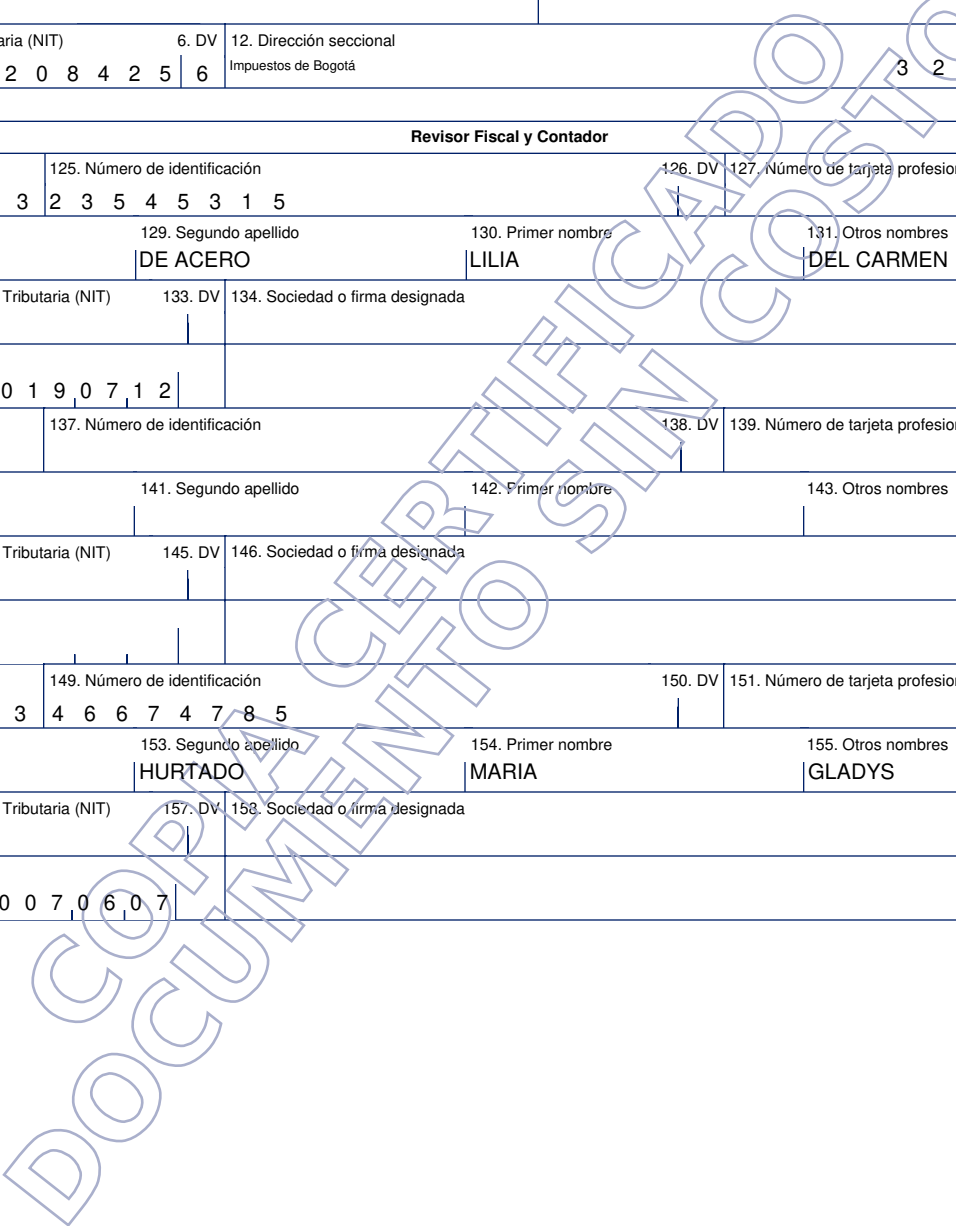 aria (NIT) 6. DV 12. Dirección seccional
2 0 8 4 2 5 6 Impuestos de Bogotá 3 2
Revisor Fiscal y Contador
125. Número de identificación 126. DV 127. Número de tarjeta profesion
3 2 3 5 4 5 3 1 5
129. Segundo apellido 130. Primer nombre 131. Otros nombres
DE ACERO LILIA DEL CARMEN
Tributaria (NIT) 133. DV 134. Sociedad o firma designada
0 1 9 0 7 1 2
137. Número de identificación 138. DV 139. Número de tarjeta profesion
141. Segundo apellido 142. Primer nombre 143. Otros nombres
Tributaria (NIT) 145. DV 146. Sociedad o firma designada
149. Número de identificación 150. DV 151. Número de tarjeta profesion
3 4 6 6 7 4 7 8 5
153. Segundo apellido 154. Primer nombre 155. Otros nombres
HURTADO MARIA GLADYS
Tributaria (NIT) 157. DV 158. Sociedad o firma designada
0 0 7 0 6 0 7
COPIA CERTIFICADO
DOCUMENTO SIN COSTO